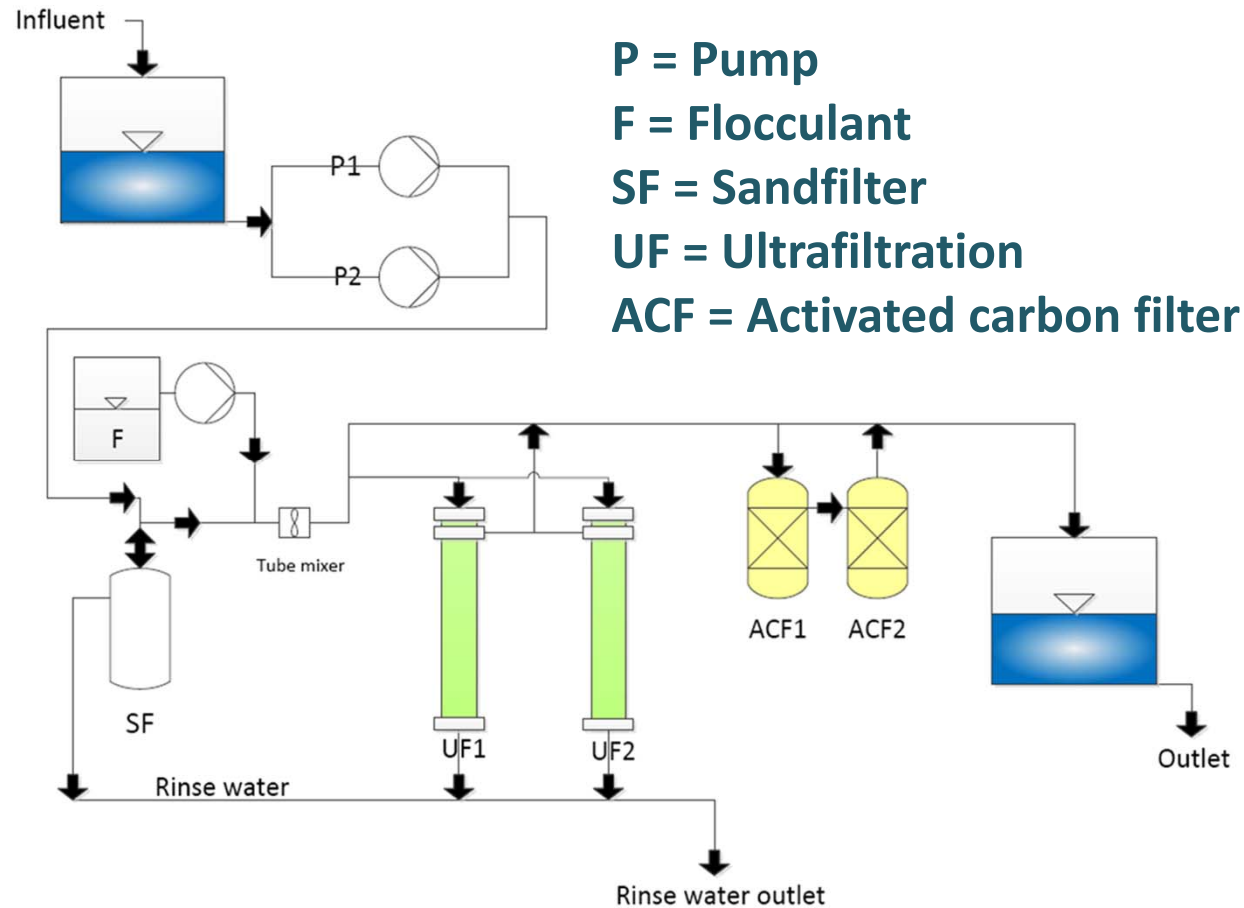 Influent
P = Pump
F = Flocculant
SF = Sandfilter
UF = Ultrafiltration
ACF = Activated carbon filter
P1
P2
F
Tube mixer
SF
UF1
UF2
ACF1
ACF2
Outlet
Rinse water
Rinse water outlet